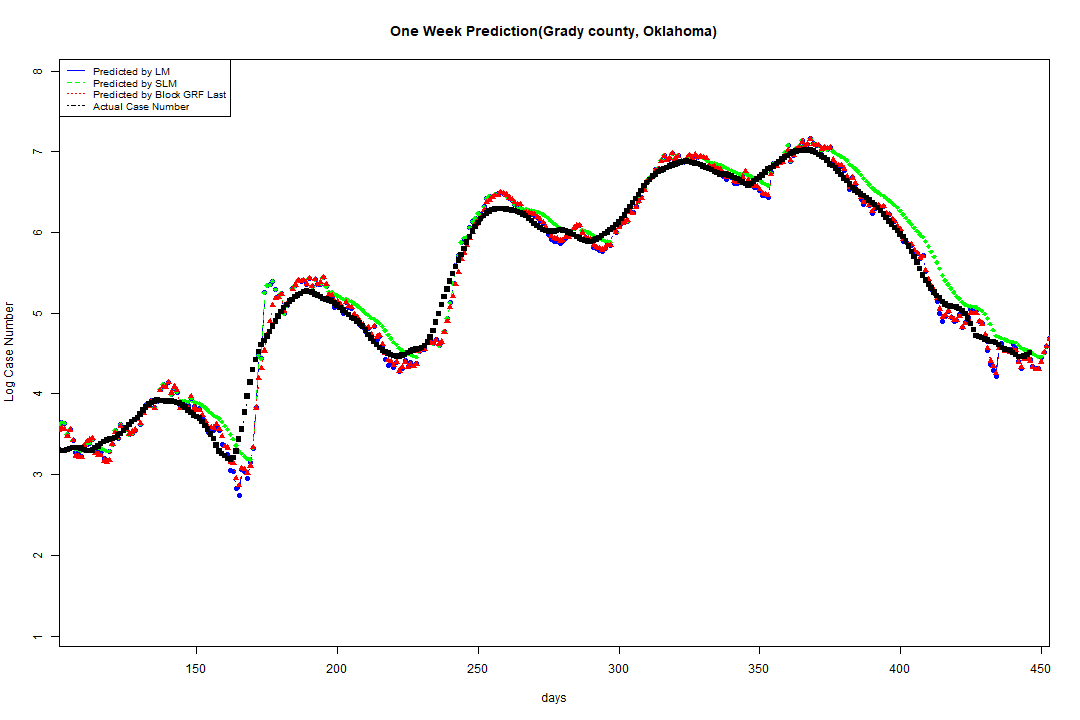 One Week Prediction(Grady county, Oklahoma)
Predicted by LM
Predicted by SLM
Predicted by Block GRF Last
Actual Case Number
8
7
6
5
4
3
2
1
Log Case Number
150 200 250 300 350 400 450
days